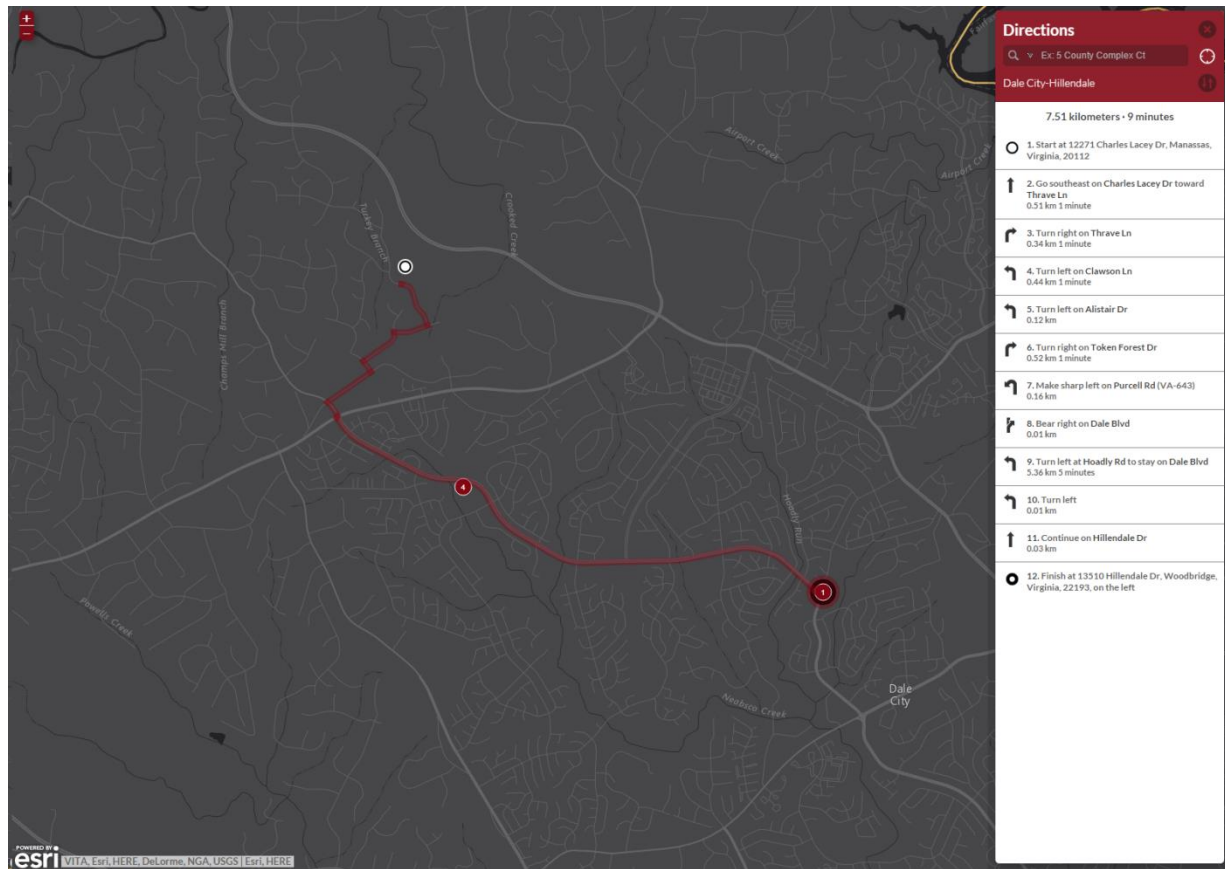 +
−
Directions
Ex: 5 County Complex Ct
Dale City-Hillendale
7.51 kilometers · 9 minutes
1. Start at 12271 Charles Lacey Dr, Manassas,
Virginia, 20112
2. Go southeast on Charles Lacey Dr toward
Thrave Ln
0.51 km 1 minute
3. Turn right on Thrave Ln
0.34 km 1 minute
4. Turn left on Clawson Ln
0.44 km 1 minute
5. Turn left on Alistair Dr
0.12 km
6. Turn right on Token Forest Dr
0.52 km 1 minute
7. Make sharp left on Purcell Rd (VA-643)
0.16 km
8. Bear right on Dale Blvd
0.01 km
9. Turn left at Hoadly Rd to stay on Dale Blvd
5.36 km 5 minutes
10. Turn left
0.01 km
11. Continue on Hillendale Dr
0.03 km
12. Finish at 13510 Hillendale Dr, Woodbridge,
Virginia, 22193, on the left
Airport Creek
Airport Creek
Turkey Branch
Crooked Creek
Champs Mill Branch
4
Hoadly Run
1
Powells Creek
Neabsco Creek
Dale
City
POWERED BY
esri
VITA, Esri, HERE, DeLorme, NGA, USGS | Esri, HERE